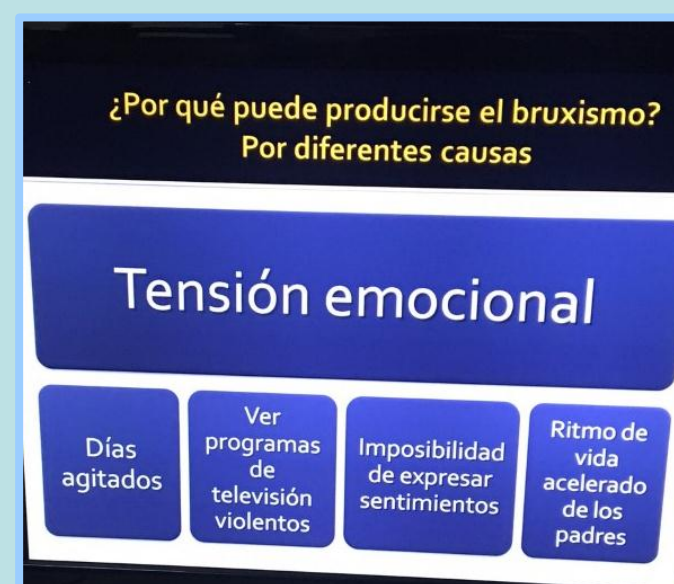 ¿Por qué puede producirse el bruxismo?
Por diferentes causas
Tensión emocional
Días
agitados
Ver
programas
de
televisión
violentos
Imposibilidad
de expresar
sentimientos
Ritmo de
vida
acelerado
de los
padres